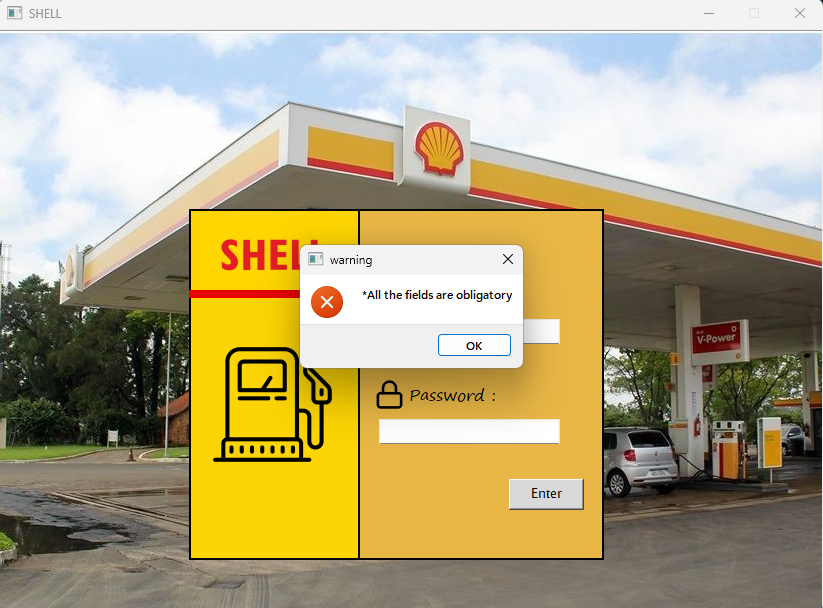 SHELL
V-Power
SHELL
warning
*All the fields are obligatory
OK
Password :
Enter